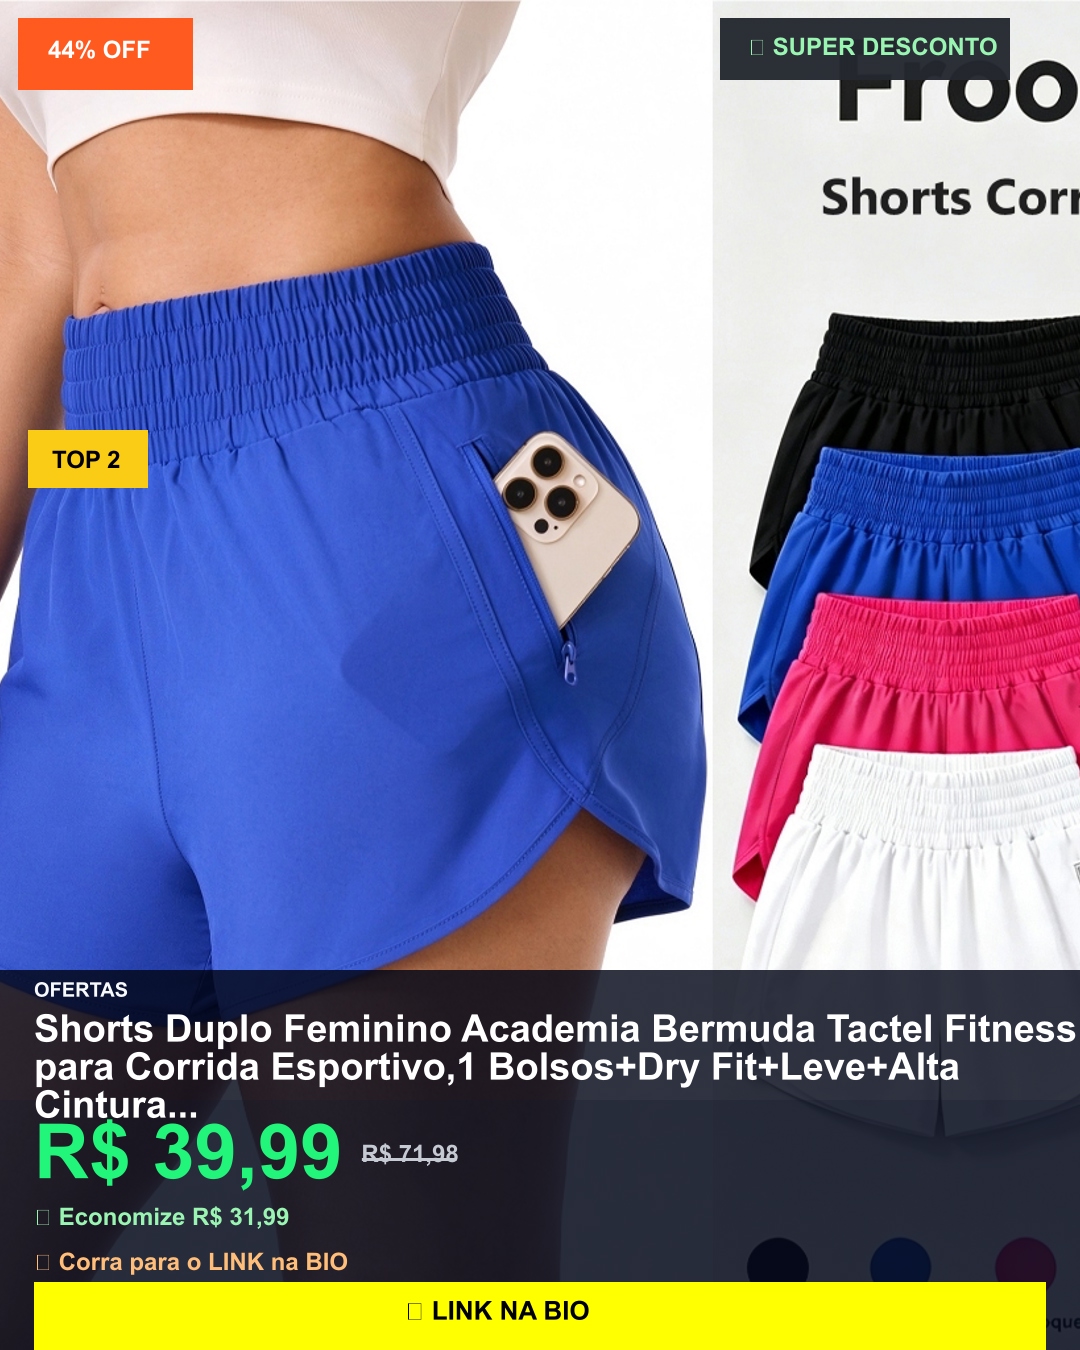 44% OFF
SUPER DESCONTO
Froo
Shorts Corr
TOP 2
OFERTAS
Shorts Duplo Feminino Academia Bermuda Tactel Fitness
para Corrida Esportivo,1 Bolsos+Dry Fit+Leve+Alta
Cintura...
R$ 39,99 R$ 71,98
Economize R$ 31,99
Corra para o LINK na BIO
LINK NA BIO